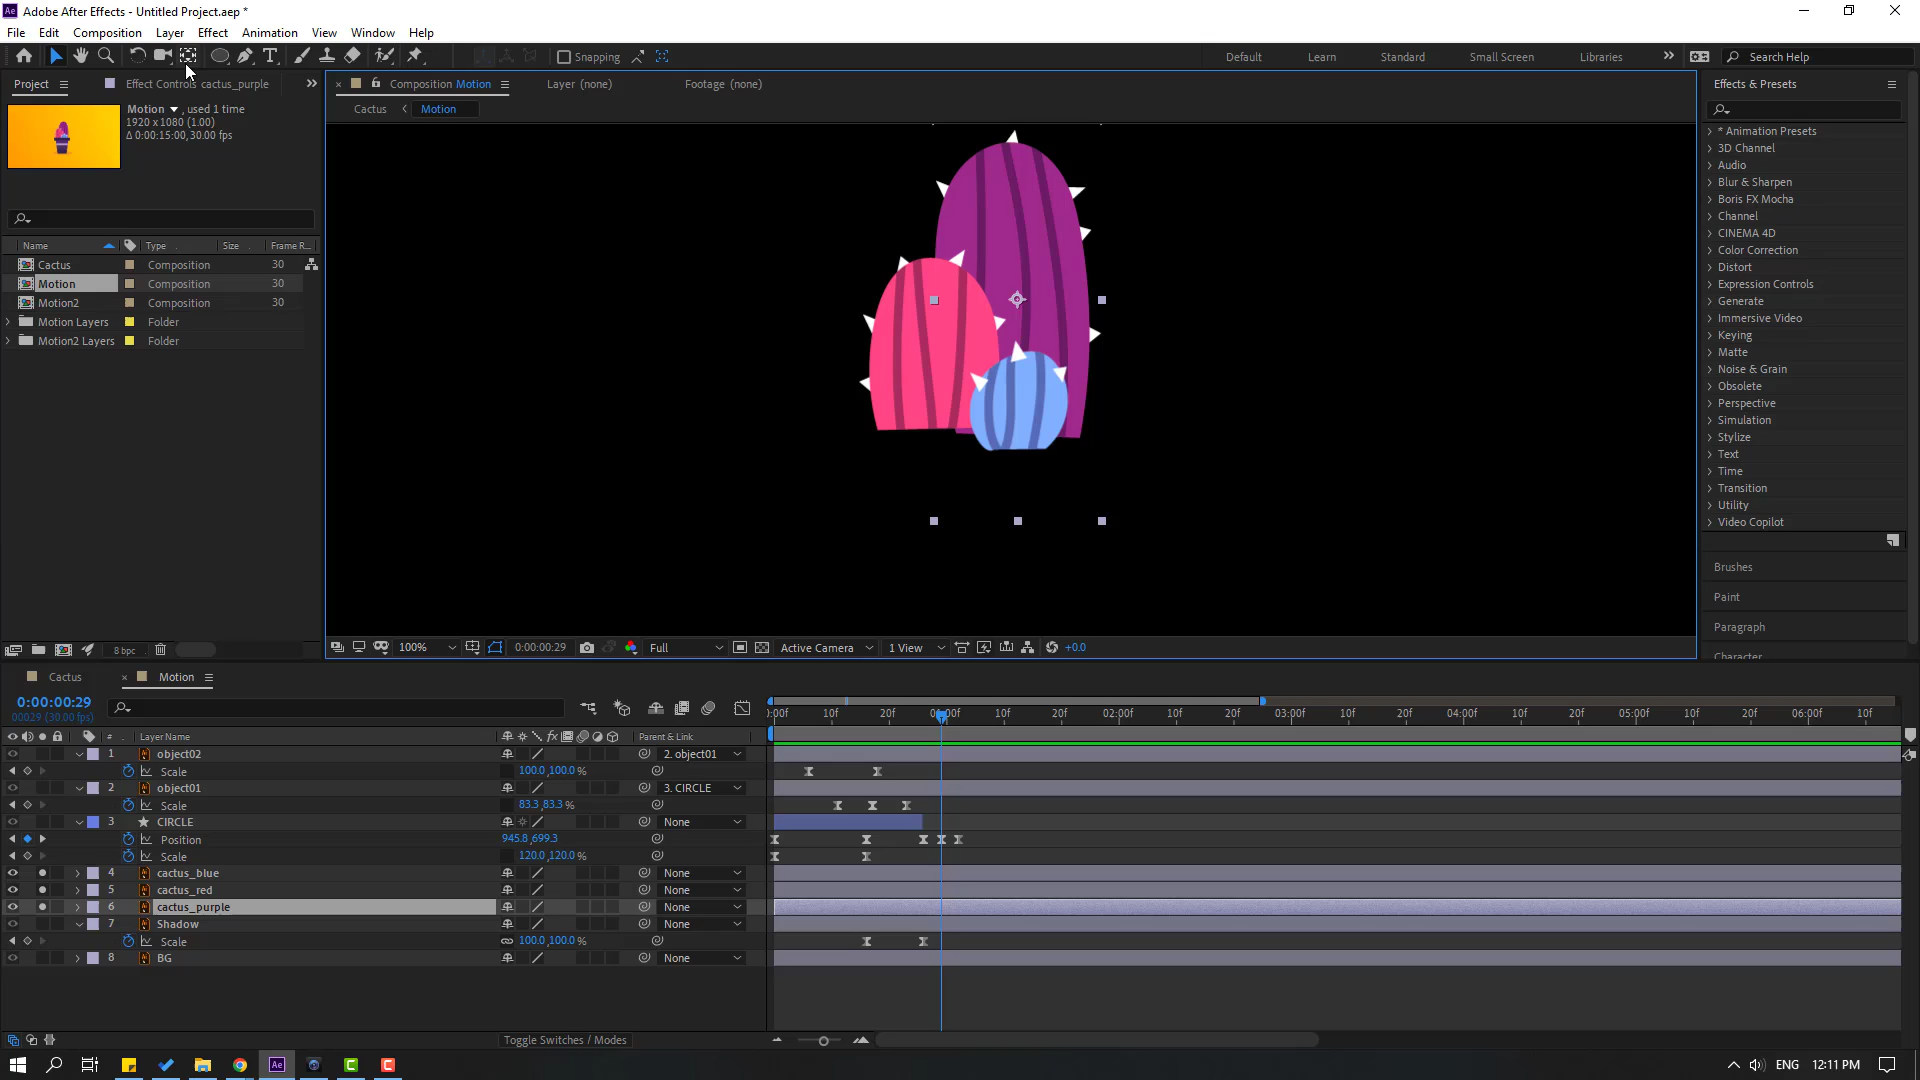 Adobe After Effects - Untitled Project.aep *
File Edit Composition Layer Effect Animation View Window Help
Snapping
Default Learn Standard Small Screen Libraries Search Help
Project Effect Controls cactus_purple
Composition Motion Layer (none) Footage (none)
Effects & Presets
Cactus Motion
Motion , used 1 time
1920 x 1080 (1.00)
Δ 0:00:15:00, 30.00 fps
Name Type Size Frame R...
Cactus Composition 30
Motion Composition 30
Motion2 Composition 30
Motion Layers Folder
Motion2 Layers Folder
* Animation Presets
3D Channel
Audio
Blur & Sharpen
Boris FX Mocha
Channel
CINEMA 4D
Color Correction
Distort
Expression Controls
Generate
Immersive Video
Keying
Matte
Noise & Grain
Obsolete
Perspective
Simulation
Stylize
Text
Time
Transition
Utility
Video Copilot
Brushes
Paint
Paragraph
Character
8 bpc
100% 0:00:00:29 Full Active Camera 1 View +0.0
Cactus Motion
0:00:00:29
00029 (30.00 fps)
):00f 10f 20f 01:00f 10f 20f 02:00f 10f 20f 03:00f 10f 20f 04:00f 10f 20f 05:00f 10f 20f 06:00f 10f
# Layer Name fx Parent & Link
1 object02 2. object01
Scale 100.0,100.0 %
2 object01 3. CIRCLE
Scale 83.3,83.3 %
3 CIRCLE None
Position 945.8,699.3
Scale 120.0,120.0 %
4 cactus_blue None
5 cactus_red None
6 cactus_purple None
7 Shadow None
Scale 100.0,100.0 %
8 BG None
Toggle Switches / Modes
Ae
ENG 12:11 PM